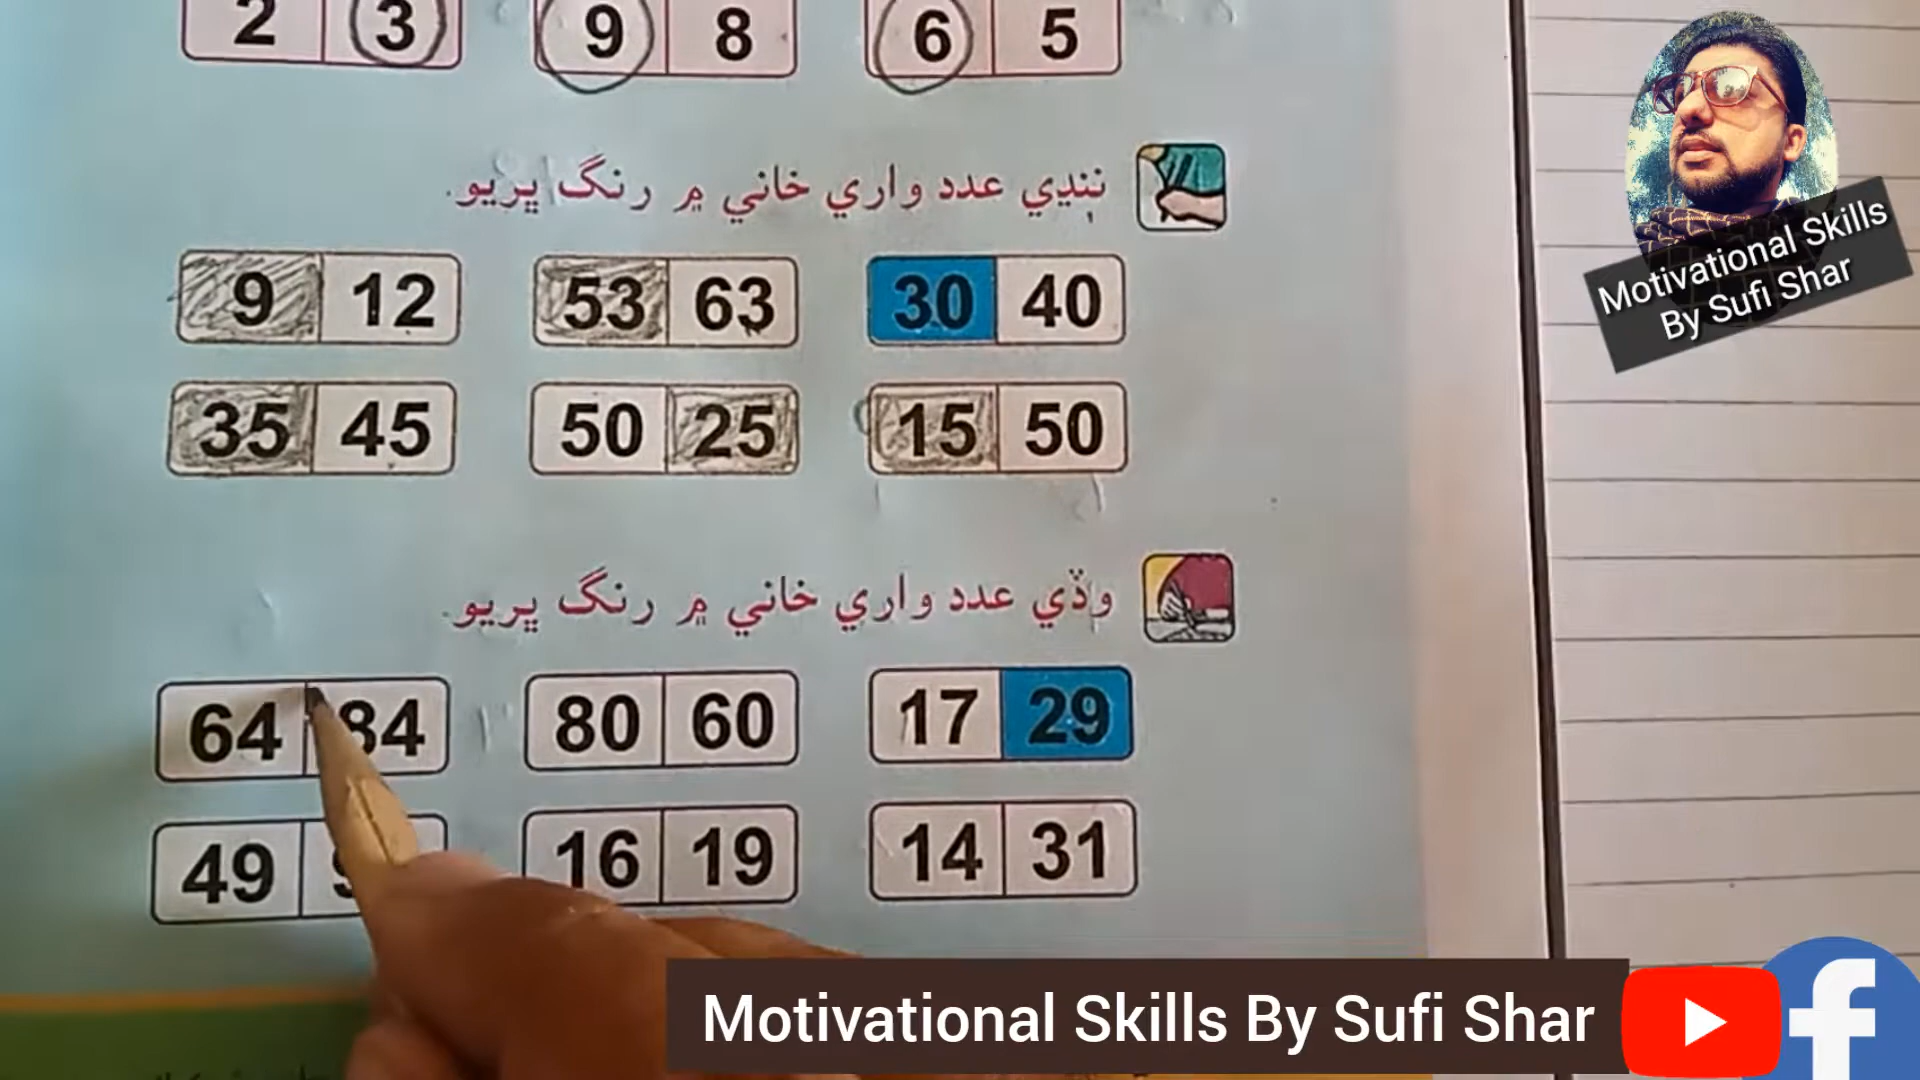 2 3 9 8 6 5
ننڍي عدد واري خاني ۾ رنگ ڀريو.
9 12 53 63 30 40
35 45 50 25 15 50
وڏي عدد واري خاني ۾ رنگ ڀريو.
64 84 80 60 17 29
49 16 19 14 31
Motivational Skills
By Sufi Shar
Motivational Skills By Sufi Shar
f